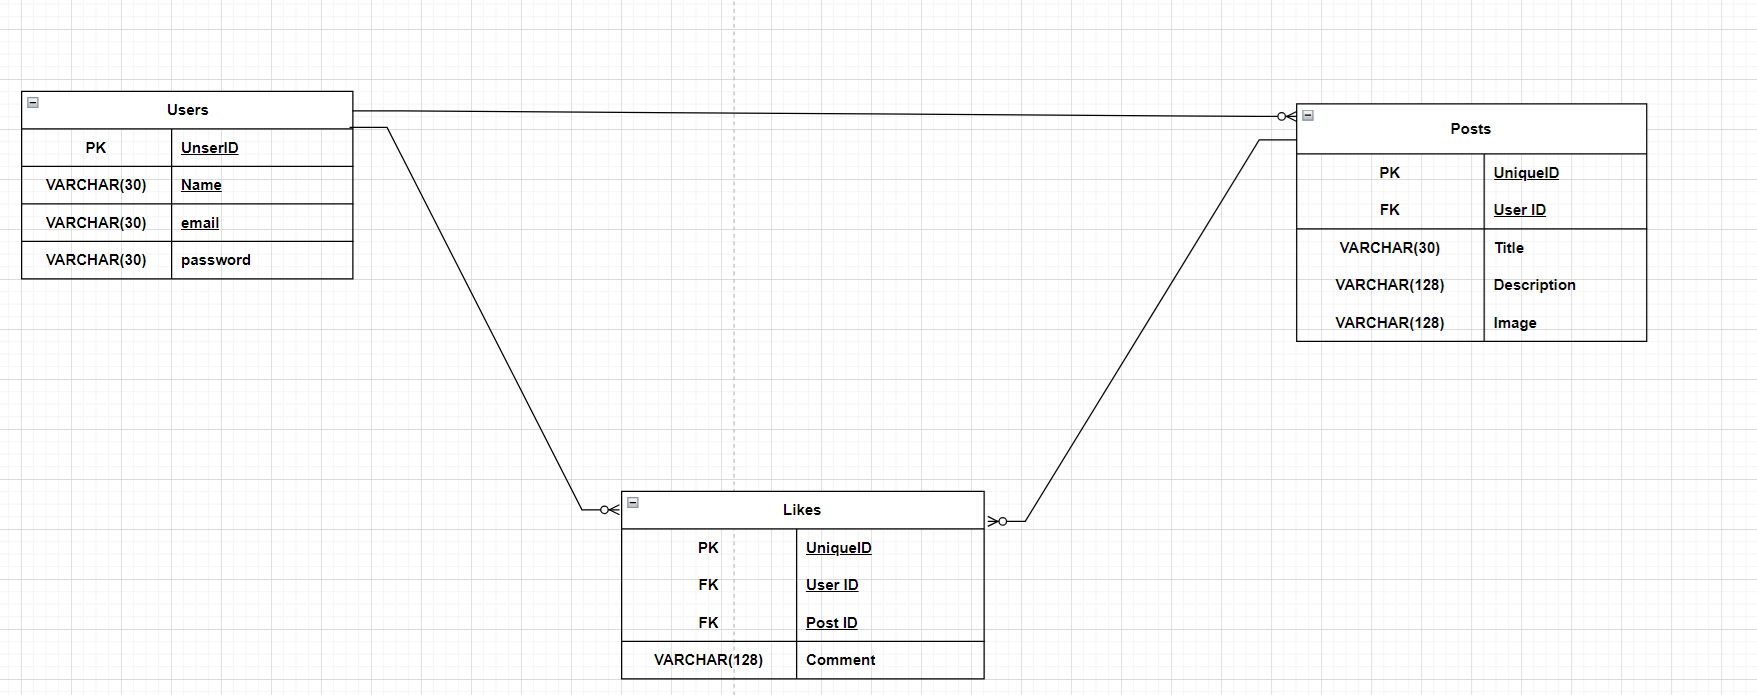 Users
PK UnserID
VARCHAR(30) Name
VARCHAR(30) email
VARCHAR(30) password
Posts
PK UniqueID
FK User ID
VARCHAR(30) Title
VARCHAR(128) Description
VARCHAR(128) Image
Likes
PK UniqueID
FK User ID
FK Post ID
VARCHAR(128) Comment